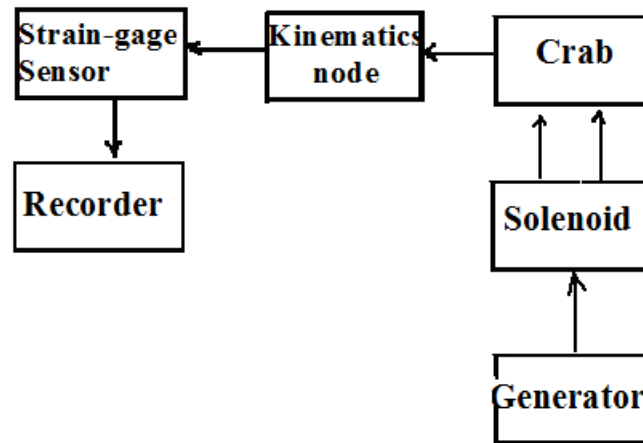 Strain-gage
Sensor
Kinematics
node
Crab
Recorder
Solenoid
Generator